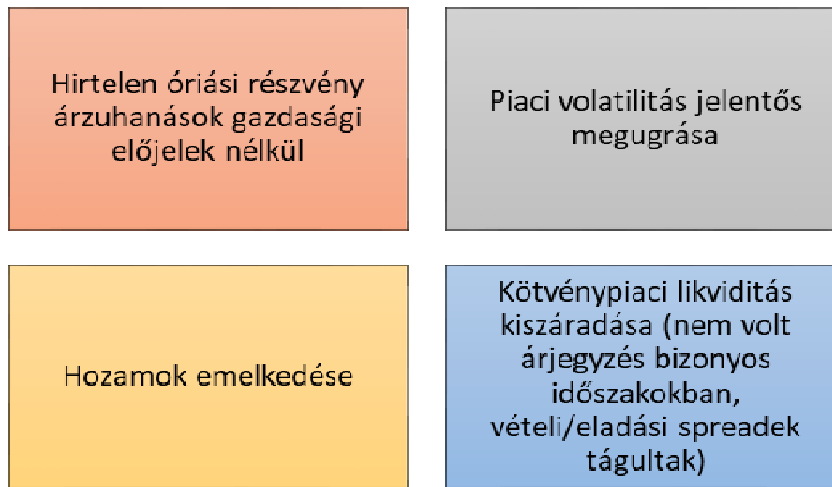 Hirtelen óriási részvény
árzuhanások gazdasági
előjelek nélkül
Piaci volatilitás jelentős
megugrása
Hozamok emelkedése
Kötvénypiaci likviditás
kiszáradása (nem volt
árjegyzés bizonyos
időszakokban,
vételi/eladási spreadek
tágultak)